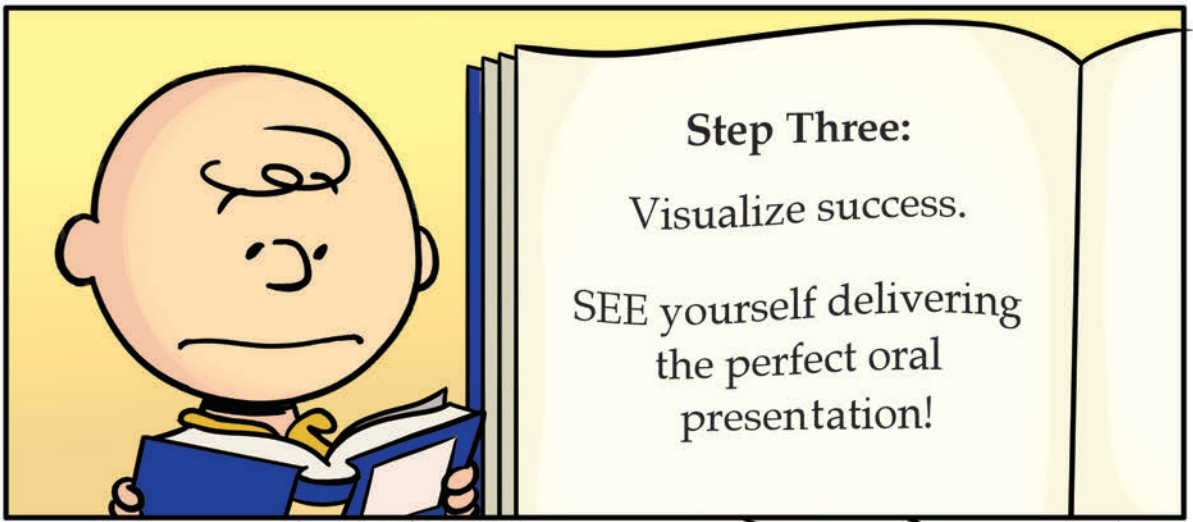 Step Three:
Visualize success.
SEE yourself delivering
the perfect oral
presentation!